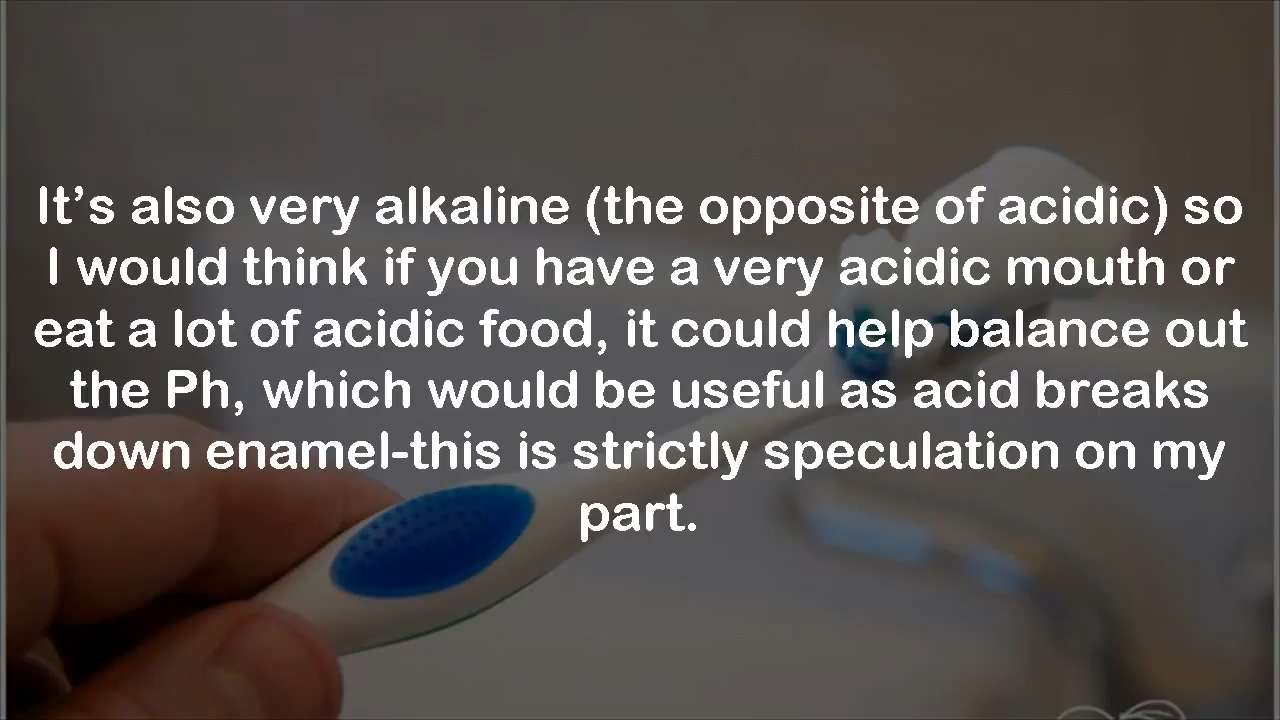 It’s also very alkaline (the opposite of acidic) so
I would think if you have a very acidic mouth or
eat a lot of acidic food, it could help balance out
the Ph, which would be useful as acid breaks
down enamel-this is strictly speculation on my
part.